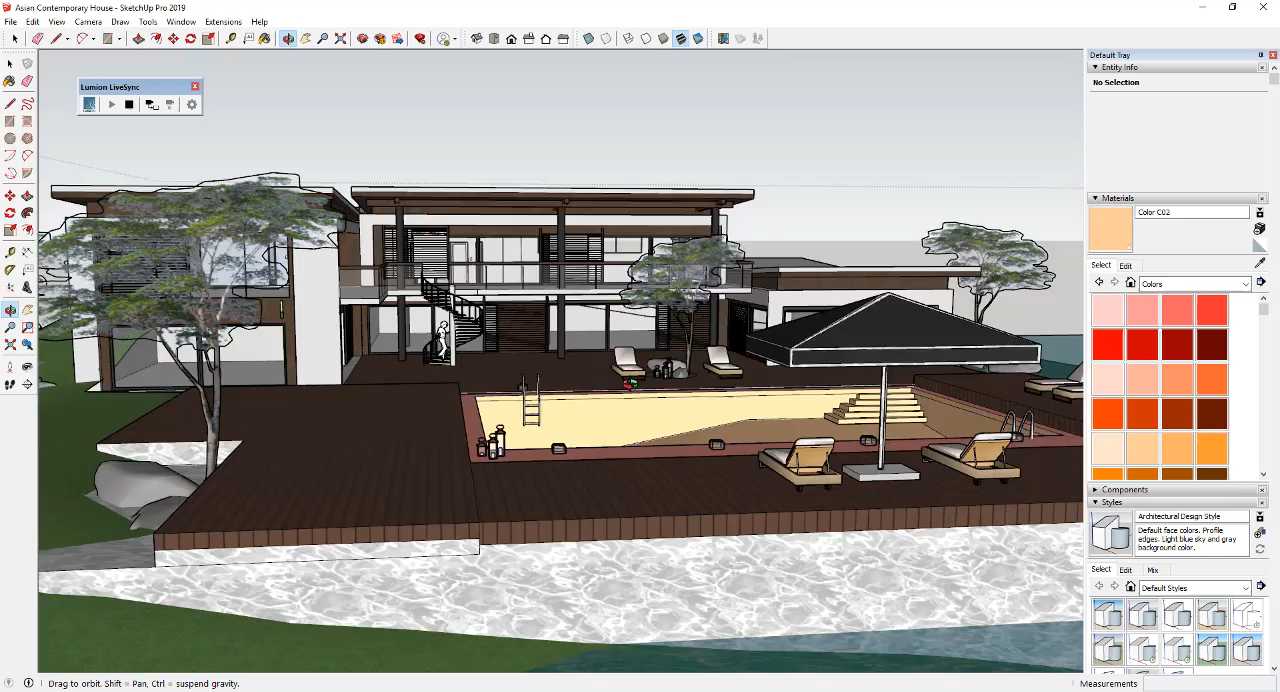 Asian Contemporary House - SketchUp Pro 2019
File Edit View Camera Draw Tools Window Extensions Help
Default Tray
Entity Info
No Selection
Lumion LiveSync
Materials
Color C02
Select Edit
Colors
Components
Styles
Architectural Design Style
Default face colors. Profile
edges. Light blue sky and gray
background color.
Select Edit Mix
Default Styles
Drag to orbit. Shift = Pan, Ctrl = suspend gravity.
Measurements